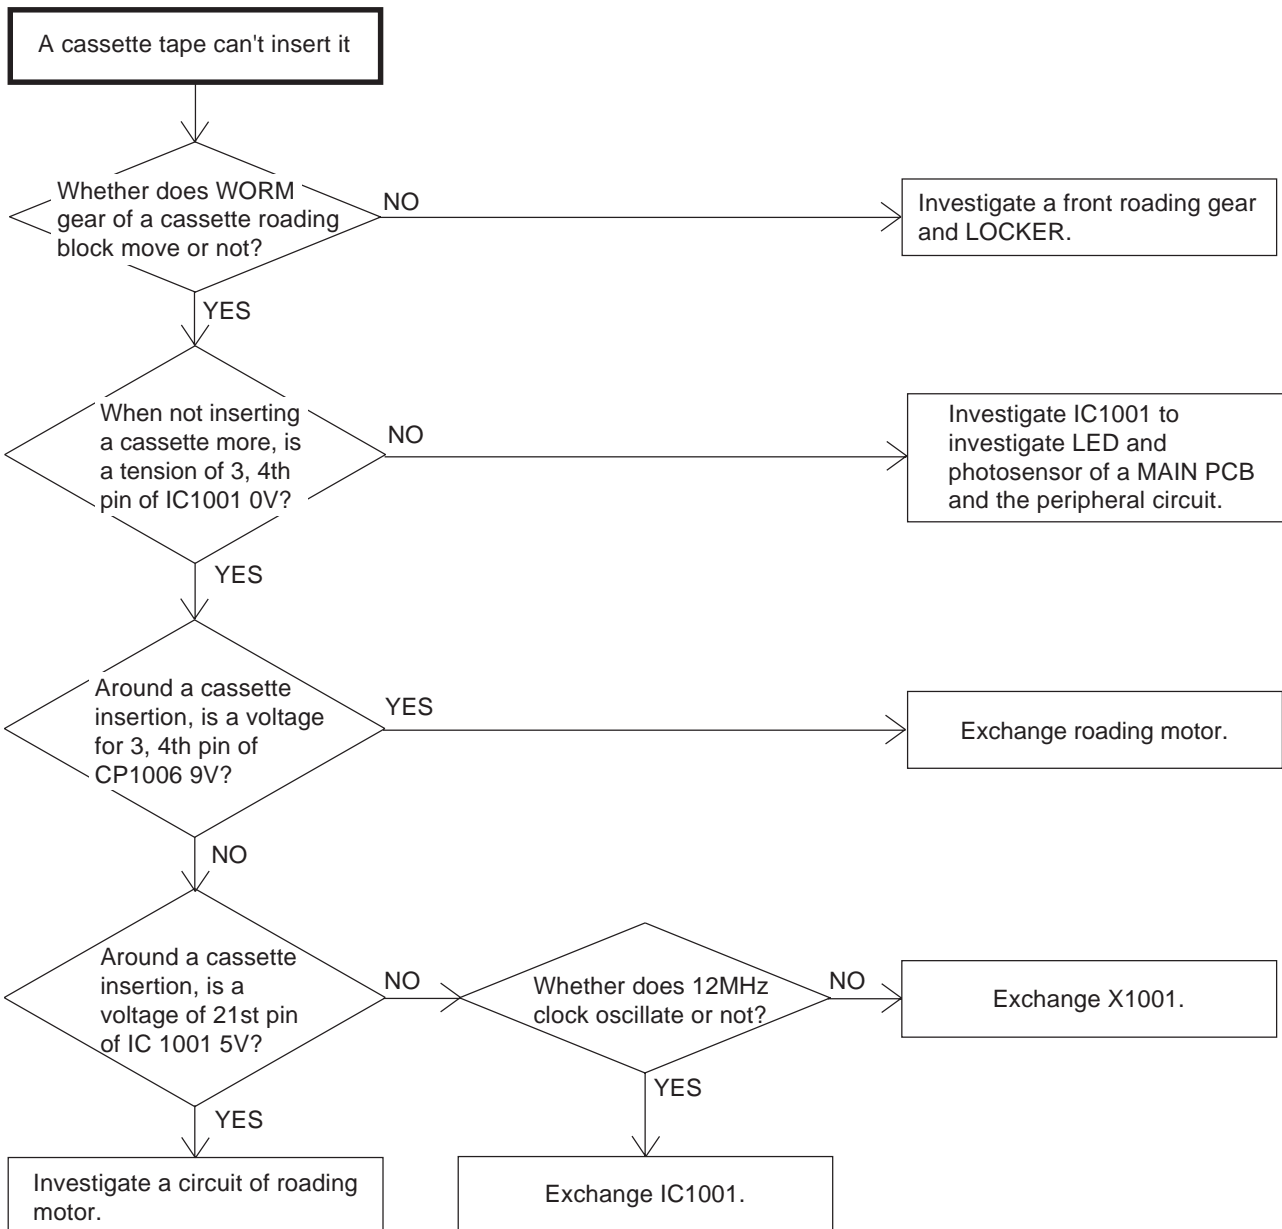 A cassette tape can't insert it
Whether does WORM
gear of a cassette roading
block move or not?
NO
Investigate a front roading gear
and LOCKER.
YES
When not inserting
a cassette more, is
a tension of 3, 4th
pin of IC1001 0V?
NO
Investigate IC1001 to
investigate LED and
photosensor of a MAIN PCB
and the peripheral circuit.
YES
Around a cassette
insertion, is a voltage
for 3, 4th pin of
CP1006 9V?
YES
Exchange roading motor.
NO
Around a cassette
insertion, is a
voltage of 21st pin
of IC 1001 5V?
NO
Whether does 12MHz
clock oscillate or not?
NO
Exchange X1001.
YES
YES
Investigate a circuit of roading
motor.
Exchange IC1001.